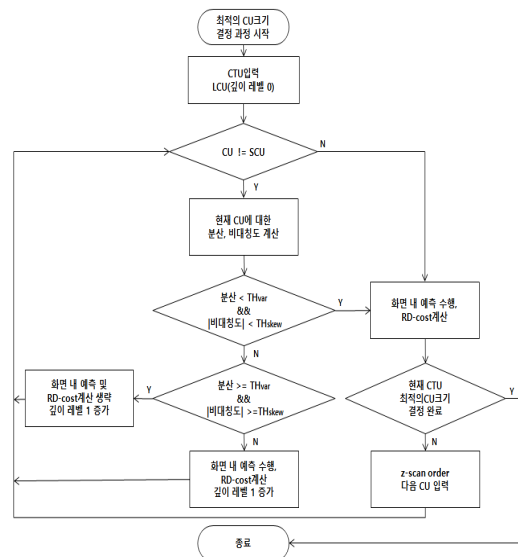 최적의 CU크기
결정 과정 시작
CTU입력
LCU(깊이 레벨 0)
CU != SCU
N
Y
현재 CU에 대한
분산, 비대칭도 계산
분산 < THvar
&&
|비대칭도| < THskew
Y
화면 내 예측 수행,
RD-cost계산
N
화면 내 예측 및
RD-cost계산 생략
깊이 레벨 1 증가
Y
분산 >= THvar
&&
|비대칭도| >=THskew
현재 CTU
최적의CU크기
결정 완료
Y
N
N
화면 내 예측 수행,
RD-cost계산
깊이 레벨 1 증가
z-scan order
다음 CU 입력
종료